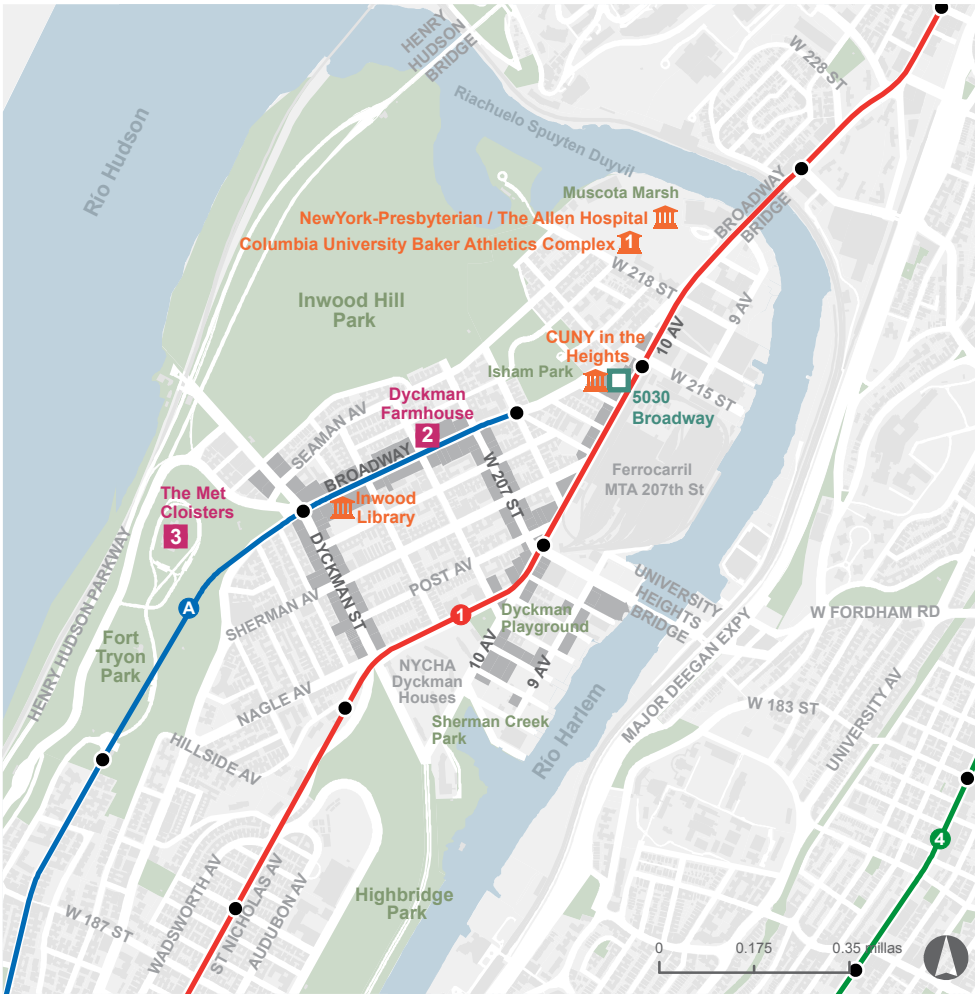 HENRY
HUDSON
BRIDGE
W 228 ST
Río Hudson
Riachuelo Spuyten Duyvil
Muscota Marsh
BROADWAY
BRIDGE
NewYork-Presbyterian / The Allen Hospital
Columbia University Baker Athletics Complex
1
W 218 ST
9 AV
Inwood Hill
Park
10 AV
CUNY in the
Heights
Isham Park
W 215 ST
5030
Broadway
Dyckman
Farmhouse
2
SEAMAN AV
BROADWAY
W 207 ST
Ferrocarril
MTA 207th St
The Met
Cloisters
3
Inwood
Library
DYCKMAN ST
POST AV
HENRY HUDSON PARKWAY
A
SHERMAN AV
1
Dyckman
Playground
UNIVERSITY
HEIGHTS
BRIDGE
W FORDHAM RD
Fort
Tryon
Park
NAGLE AV
NYCHA
Dyckman
Houses
10 AV
9 AV
MAJOR DEEGAN EXPY
W 183 ST
UNIVERSITY AV
Sherman Creek
Park
Río Harlem
HILLSIDE AV
4
Highbridge
Park
W 187 ST
WADSWORTH AV
ST NICHOLAS AV
AUDUBON AV
0 0.175 0.35 millas